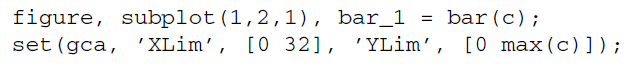 figure, subplot(1,2,1), bar_1 = bar(c);
set(gca, ’XLim’, [0 32], ’YLim’, [0 max(c)]);